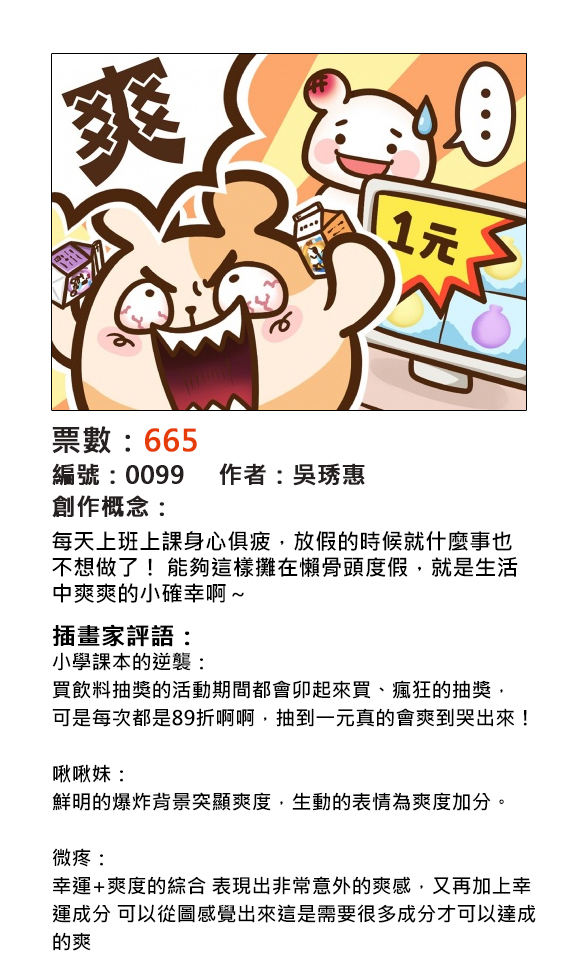 爽
1元
票數：665
編號：0099 作者：吳琇惠
創作概念：
每天上班上課身心俱疲，放假的時候就什麼事也
不想做了！ 能夠這樣攤在懶骨頭度假，就是生活
中爽爽的小確幸啊～
插畫家評語：
小學課本的逆襲：
買飲料抽獎的活動期間都會卯起來買、瘋狂的抽獎，
可是每次都是89折啊啊，抽到一元真的會爽到哭出來！
啾啾妹：
鮮明的爆炸背景突顯爽度，生動的表情為爽度加分。
微疼：
幸運+爽度的綜合 表現出非常意外的爽感，又再加上幸
運成分 可以從圖感覺出來這是需要很多成分才可以達成
的爽